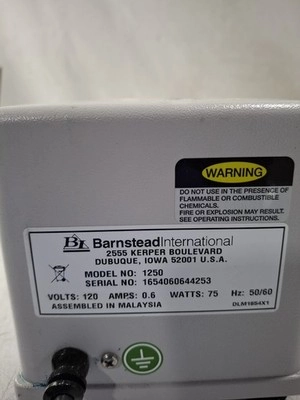 WARNING
DO NOT USE IN THE PRESENCE OF
FLAMMABLE OR COMBUSTIBLE
CHEMICALS.
FIRE OR EXPLOSION MAY RESULT.
SEE OPERATING INSTRUCTIONS.
BL BarnsteadInternational
2555 KERPER BOULEVARD
DUBUQUE, IOWA 52001 U.S.A.
MODEL NO: 1250
SERIAL NO: 1654060644253
VOLTS: 120 AMPS: 0.6 WATTS: 75 Hz: 50/60
ASSEMBLED IN MALAYSIA DLM1894X1